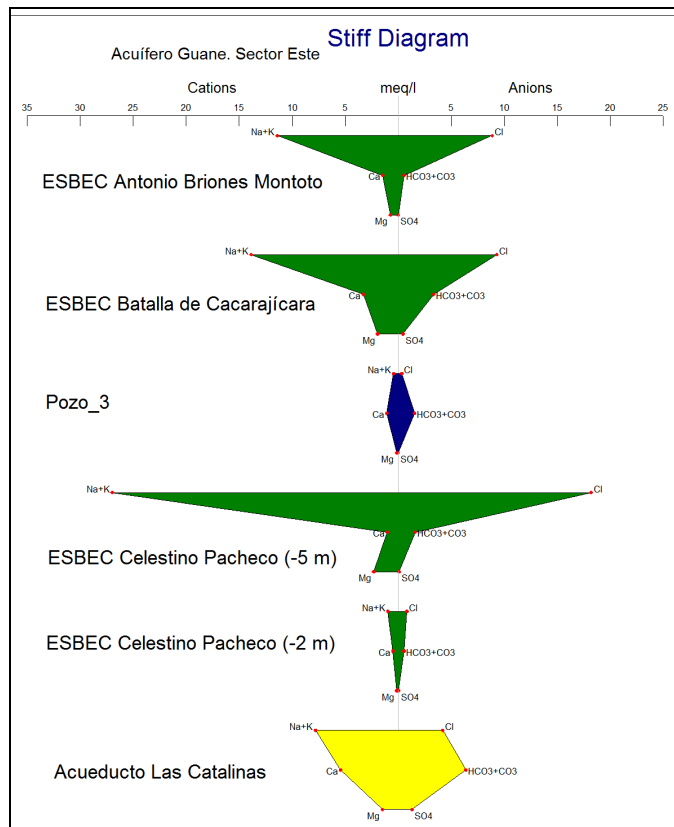 Stiff Diagram
Acuífero Guane. Sector Este
Cations meq/l Anions
35 30 25 20 15 10 5 5 10 15 20 25
Na+K Cl
ESBEC Antonio Briones Montoto
Ca HCO3+CO3
Mg SO4
Na+K Cl
ESBEC Batalla de Cacarajícara
Ca HCO3+CO3
Mg SO4
Na+K Cl
Pozo_3
Ca HCO3+CO3
Mg SO4
Na+K Cl
Ca HCO3+CO3
ESBEC Celestino Pacheco (-5 m)
Mg SO4
Na+K Cl
ESBEC Celestino Pacheco (-2 m)
Ca HCO3+CO3
Mg SO4
Na+K Cl
Acueducto Las Catalinas
Ca HCO3+CO3
Mg SO4